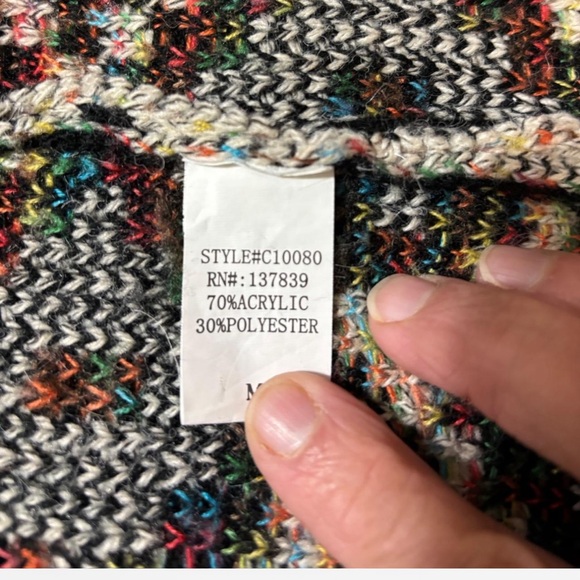 STYLE#C10080
RN#:137839
70%ACRYLIC
30%POLYESTER
M